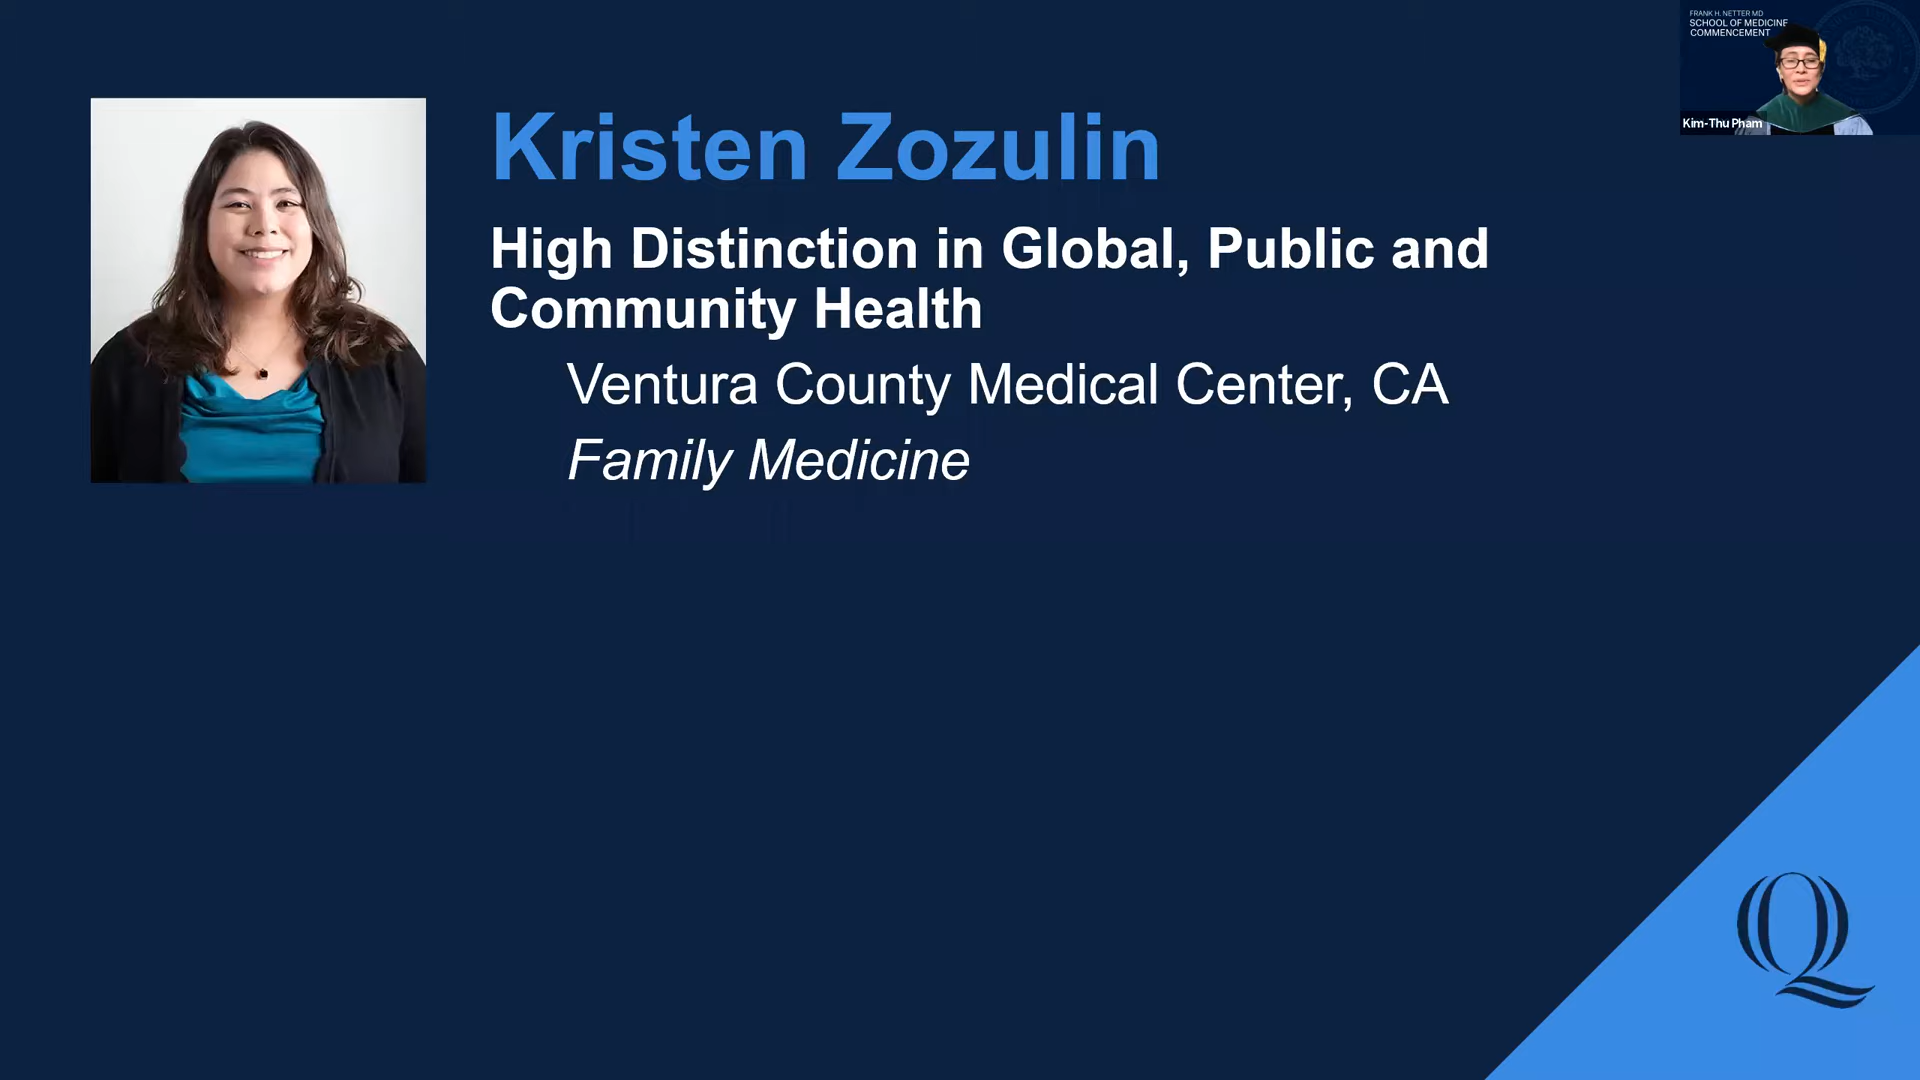 Kristen Zozulin
High Distinction in Global, Public and
Community Health
Ventura County Medical Center, CA
Family Medicine
FRANK H. NETTER MD
SCHOOL OF MEDICINE
COMMENCEMENT
Kim-Thu Pham
Q